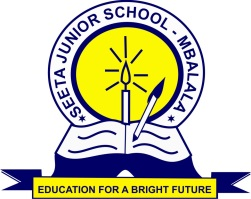 SEETA JUNIOR SCHOOL - MBALALA
EDUCATION FOR A BRIGHT FUTURE